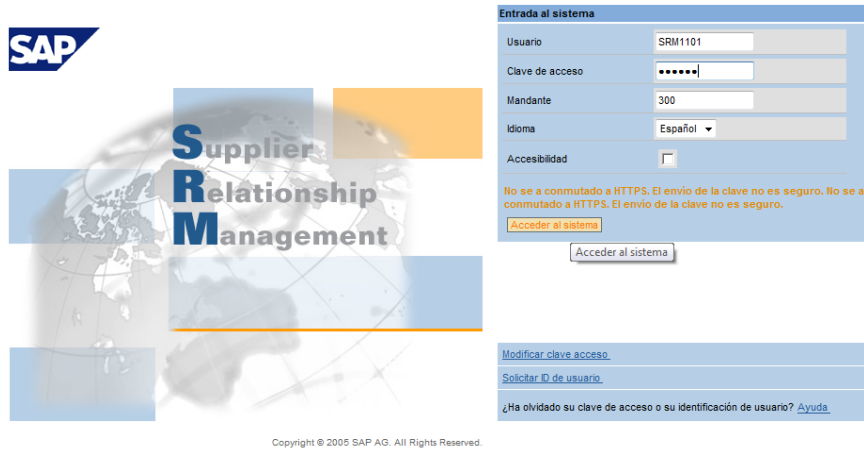 SAP
Supplier
Relationship
Management
Copyright © 2005 SAP AG. All Rights Reserved.
Entrada al sistema
Usuario SRM1101
Clave de acceso ••••••
Mandante 300
Idioma Español
Accesibilidad
No se a conmutado a HTTPS. El envío de la clave no es seguro. No se a
conmutado a HTTPS. El envío de la clave no es seguro.
Acceder al sistema
Acceder al sistema
Modificar clave acceso
Solicitar ID de usuario
¿Ha olvidado su clave de acceso o su identificación de usuario? Ayuda